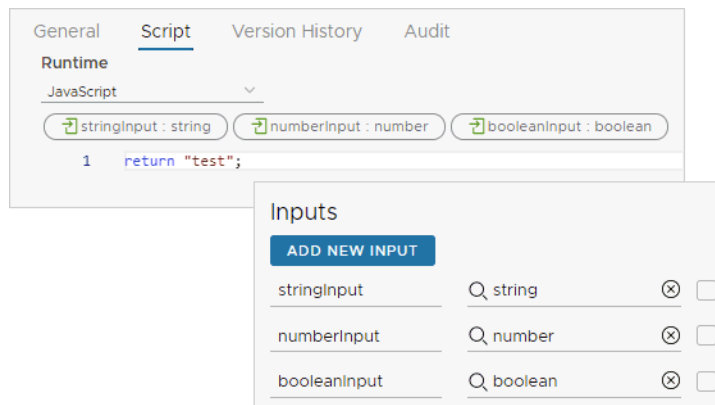 General Script Version History Audit
Runtime
JavaScript
stringInput : string numberInput : number booleanInput : boolean
1 return "test";
Inputs
ADD NEW INPUT
stringInput string
numberInput number
booleanInput boolean